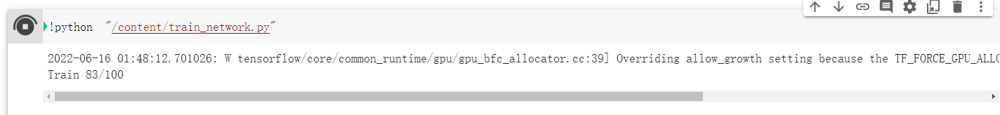 !python "/content/train_network.py"
2022-06-16 01:48:12.701026: W tensorflow/core/common_runtime/gpu/gpu_bfc_allocator.cc:39] Overriding allow_growth setting because the TF_FORCE_GPU_ALLO
Train 83/100